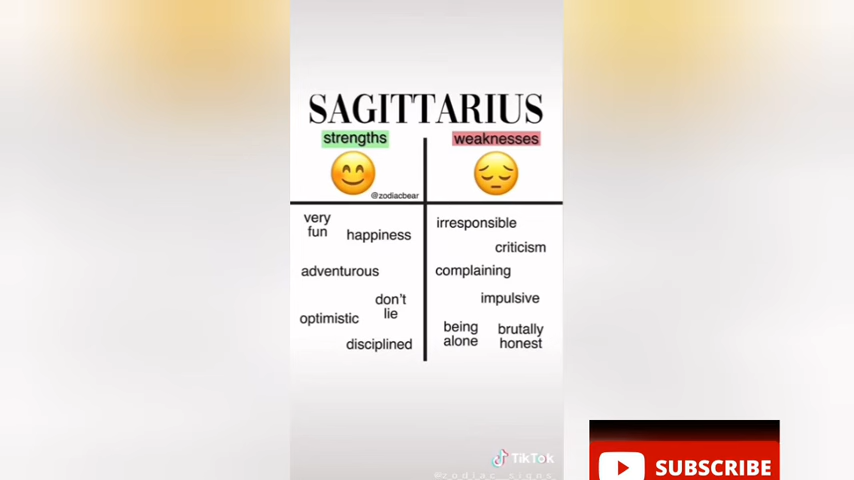 SAGITTARIUS
strengths
weaknesses
@zodiacbear
very
fun
happiness
adventurous
don't
lie
optimistic
disciplined
irresponsible
criticism
complaining
impulsive
being
alone
brutally
honest
TikTok
@zodiac_signs_
SUBSCRIBE